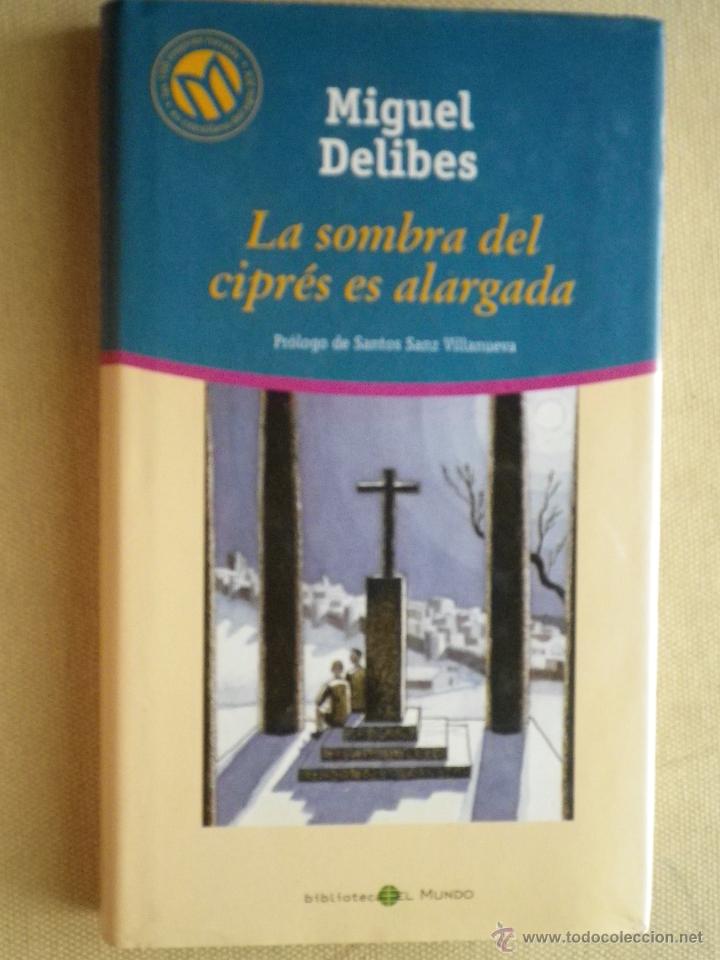 Miguel
Delibes
La sombra del
ciprés es alargada
Prólogo de Santos Sanz Villanueva
biblioteca EL MUNDO
© www.todocoleccion.net